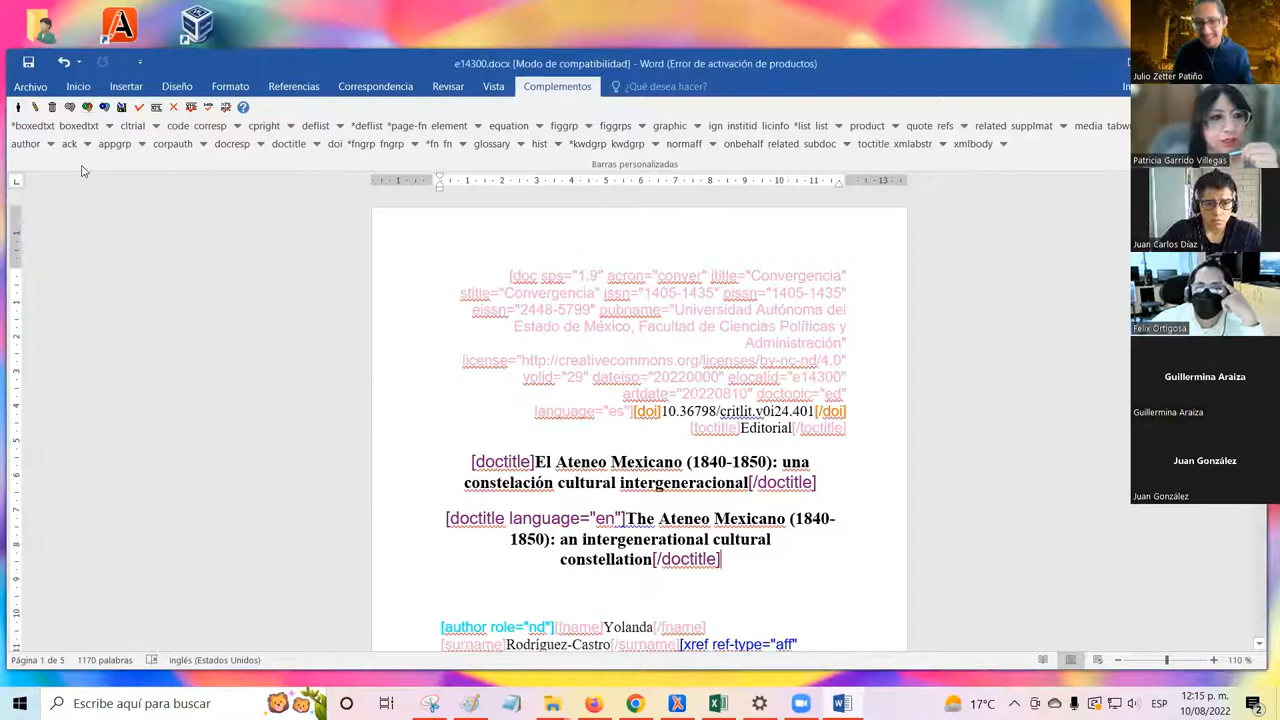 e14300.docx [Modo de compatibilidad] - Word (Error de activación de productos)
Archivo Inicio Insertar Diseño Formato Referencias Correspondencia Revisar Vista Complementos ¿Qué desea hacer?
*boxedtxt boxedtxt cltrial code corresp cpright deflist *deflist *page-fn element equation figgrp figgrps graphic ign institid licinfo *list list product quote refs related supplmat media
author ack appgrp corpauth docresp doctitle doi *fngrp fngrp *fn fn glossary hist *kwdgrp kwdgrp normaff onbehalf related subdoc toctitle xmlabstr xmlbody
Barras personalizadas
[doc sps="1.9" acron="conver" jtitle="Convergencia"
stitle="Convergencia" issn="1405-1435" pissn="1405-1435"
eissn="2448-5799" pubname="Universidad Autónoma del
Estado de México, Facultad de Ciencias Políticas y
Administración"
license="http://creativecommons.org/licenses/by-nc-nd/4.0"
volid="29" dateiso="20220000" elocatid="e14300"
artdate="20220810" doctopic="ed"
language="es"][doi]10.36798/critlit.v0i24.401[/doi]
[toctitle]Editorial[/toctitle]
[doctitle]El Ateneo Mexicano (1840-1850): una
constelación cultural intergeneracional[/doctitle]
[doctitle language="en"]The Ateneo Mexicano (1840-
1850): an intergenerational cultural
constellation[/doctitle]
[author role="nd"][fname]Yolanda[/fname]
[surname]Rodríguez-Castro[/surname][xref ref-type="aff"
Página 1 de 5 1170 palabras Inglés (Estados Unidos) 110 %
Julio Zetter Patiño
Patricia Garrido Villegas
Juan Carlos Díaz
Felix Ortigosa
Guillermina Araiza
Guillermina Araiza
Juan González
Juan González
Escribe aquí para buscar
17°C ESP 12:15 p. m.
10/08/2022 2